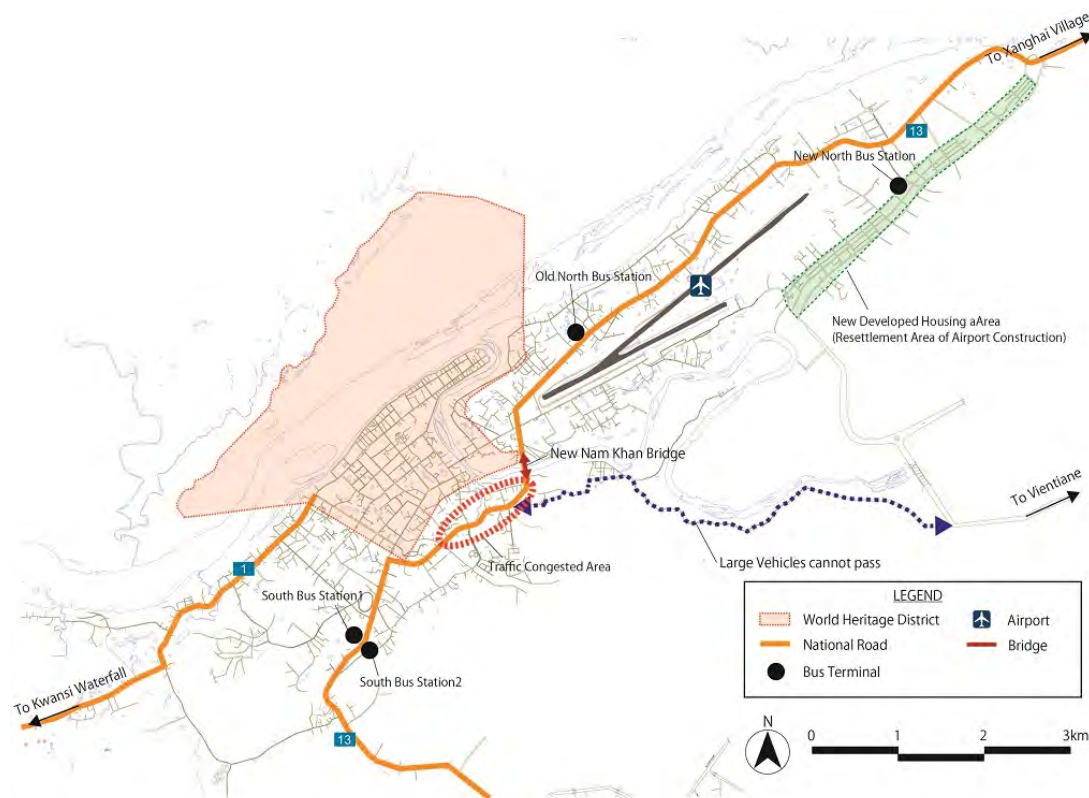 To Xanghai Village
13
New North Bus Station
Old North Bus Station
New Developed Housing aArea
(Resettlement Area of Airport Construction)
New Nam Khan Bridge
To Vientiane
Traffic Congested Area
Large Vehicles cannot pass
1
South Bus Station1
South Bus Station2
To Kwansi Waterfall
13
LEGEND
World Heritage District
Airport
National Road
Bridge
Bus Terminal
N
0 1 2 3km